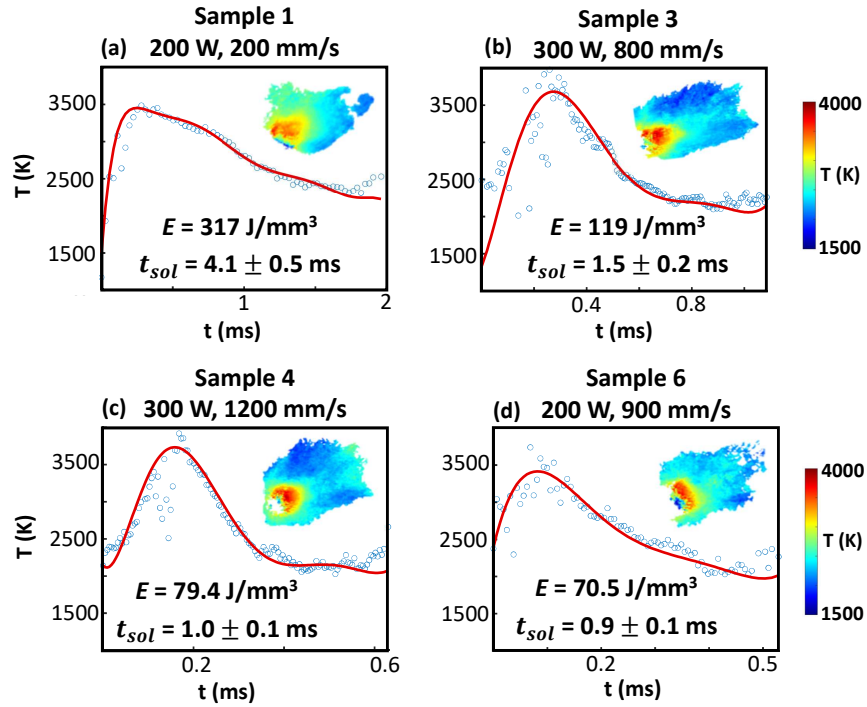 Sample 1
(a) 200 W, 200 mm/s
3500
2500
1500
T (K)
E = 317 J/mm³
t_sol = 4.1 ± 0.5 ms
1
2
t (ms)
Sample 3
(b) 300 W, 800 mm/s
3500
2500
1500
T (K)
E = 119 J/mm³
t_sol = 1.5 ± 0.2 ms
0.4
0.8
t (ms)
4000
T (K)
1500
Sample 4
(c) 300 W, 1200 mm/s
3500
2500
1500
T (K)
E = 79.4 J/mm³
t_sol = 1.0 ± 0.1 ms
0.2
0.6
t (ms)
Sample 6
(d) 200 W, 900 mm/s
3500
2500
1500
T (K)
E = 70.5 J/mm³
t_sol = 0.9 ± 0.1 ms
0.2
0.5
t (ms)
4000
T (K)
1500